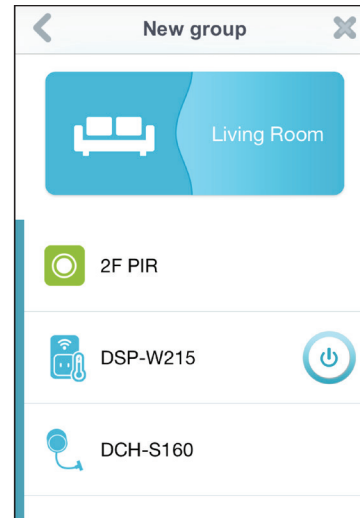 New group
Living Room
2F PIR
DSP-W215
DCH-S160